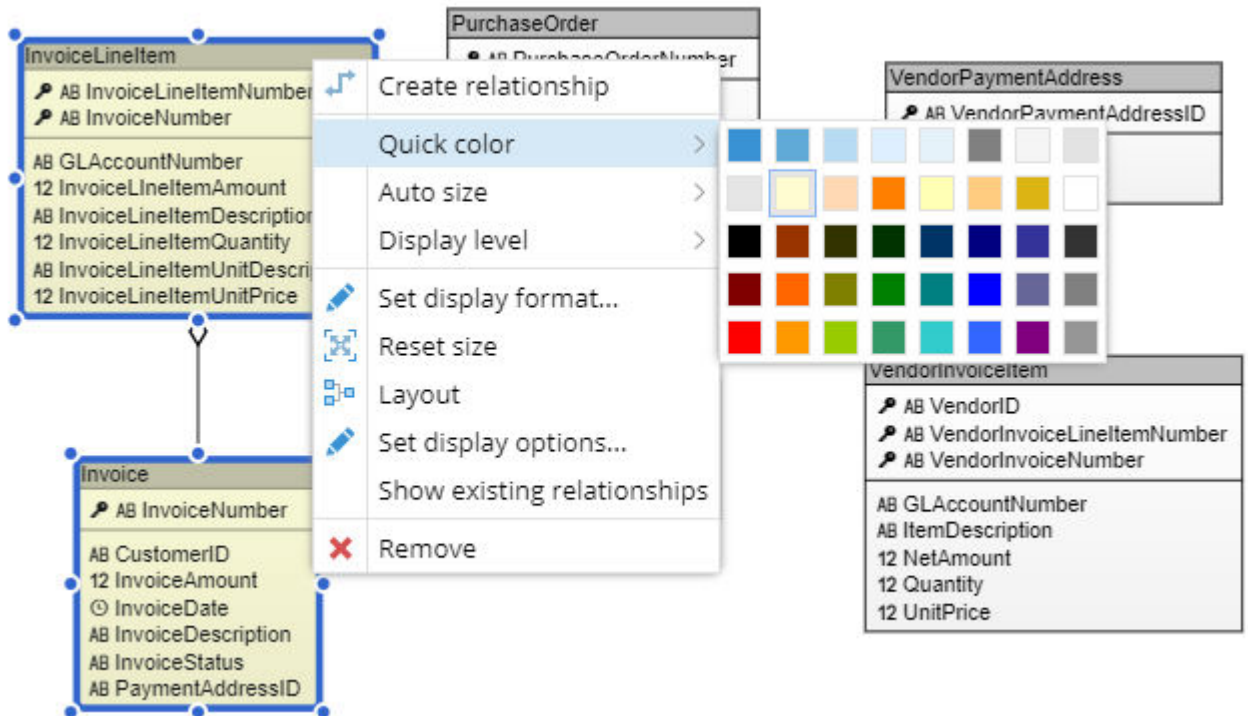 InvoiceLineItem
AB InvoiceLineItemNumber
AB InvoiceNumber
AB GLAccountNumber
12 InvoiceLIneItemAmount
AB InvoiceLineItemDescription
12 InvoiceLineItemQuantity
AB InvoiceLineItemUnitDescri
12 InvoiceLineItemUnitPrice
Invoice
AB InvoiceNumber
AB CustomerID
12 InvoiceAmount
InvoiceDate
AB InvoiceDescription
AB InvoiceStatus
AB PaymentAddressID
PurchaseOrder
AB PurchaseOrderNumber
Create relationship
Quick color
Auto size
Display level
Set display format...
Reset size
Layout
Set display options...
Show existing relationships
Remove
VendorPaymentAddress
AB VendorPaymentAddressID
VendorInvoiceItem
AB VendorID
AB VendorInvoiceLineItemNumber
AB VendorInvoiceNumber
AB GLAccountNumber
AB ItemDescription
12 NetAmount
12 Quantity
12 UnitPrice